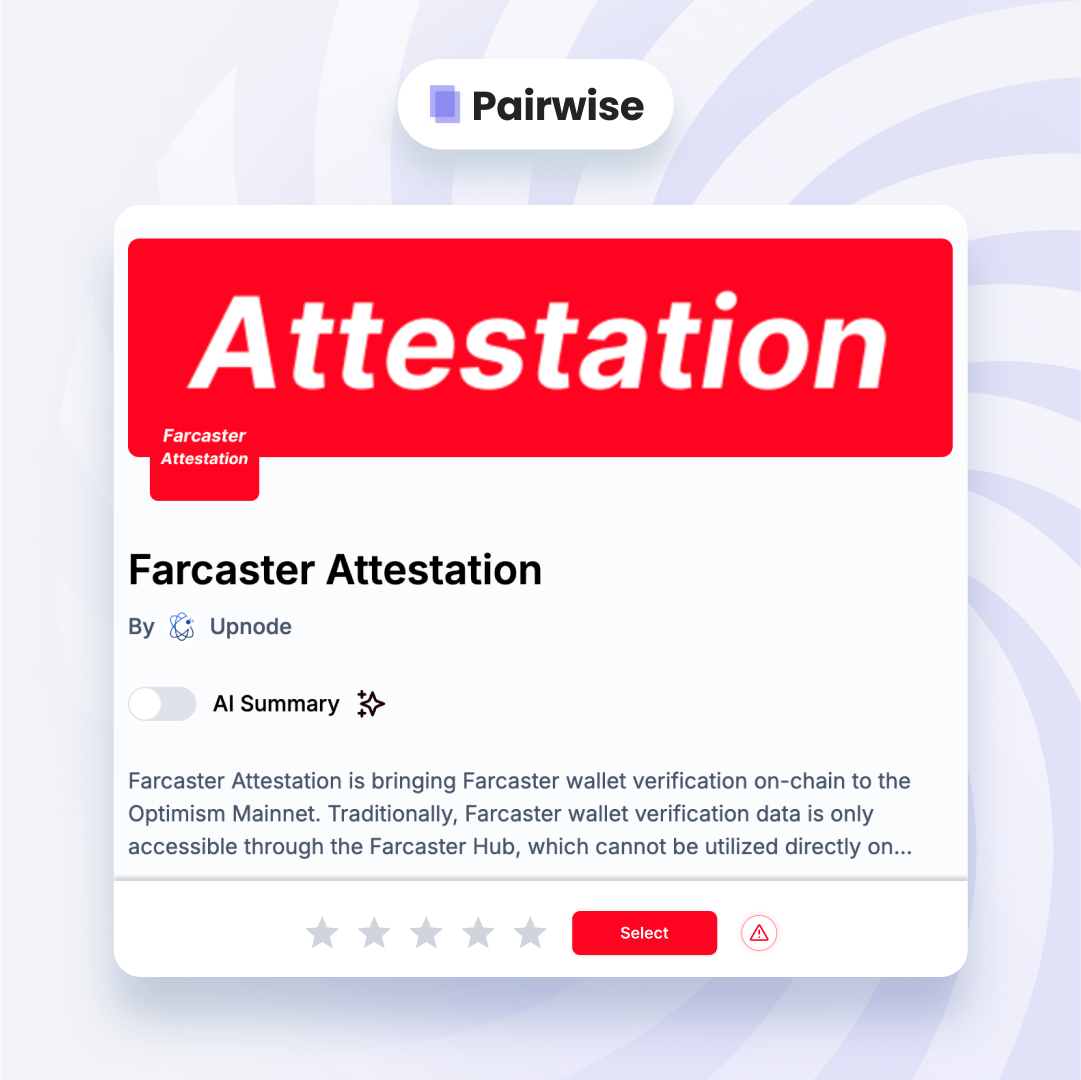 Pairwise
Attestation
Farcaster
Attestation
Farcaster Attestation
By Upnode
AI Summary
Farcaster Attestation is bringing Farcaster wallet verification on-chain to the
Optimism Mainnet. Traditionally, Farcaster wallet verification data is only
accessible through the Farcaster Hub, which cannot be utilized directly on...
Select